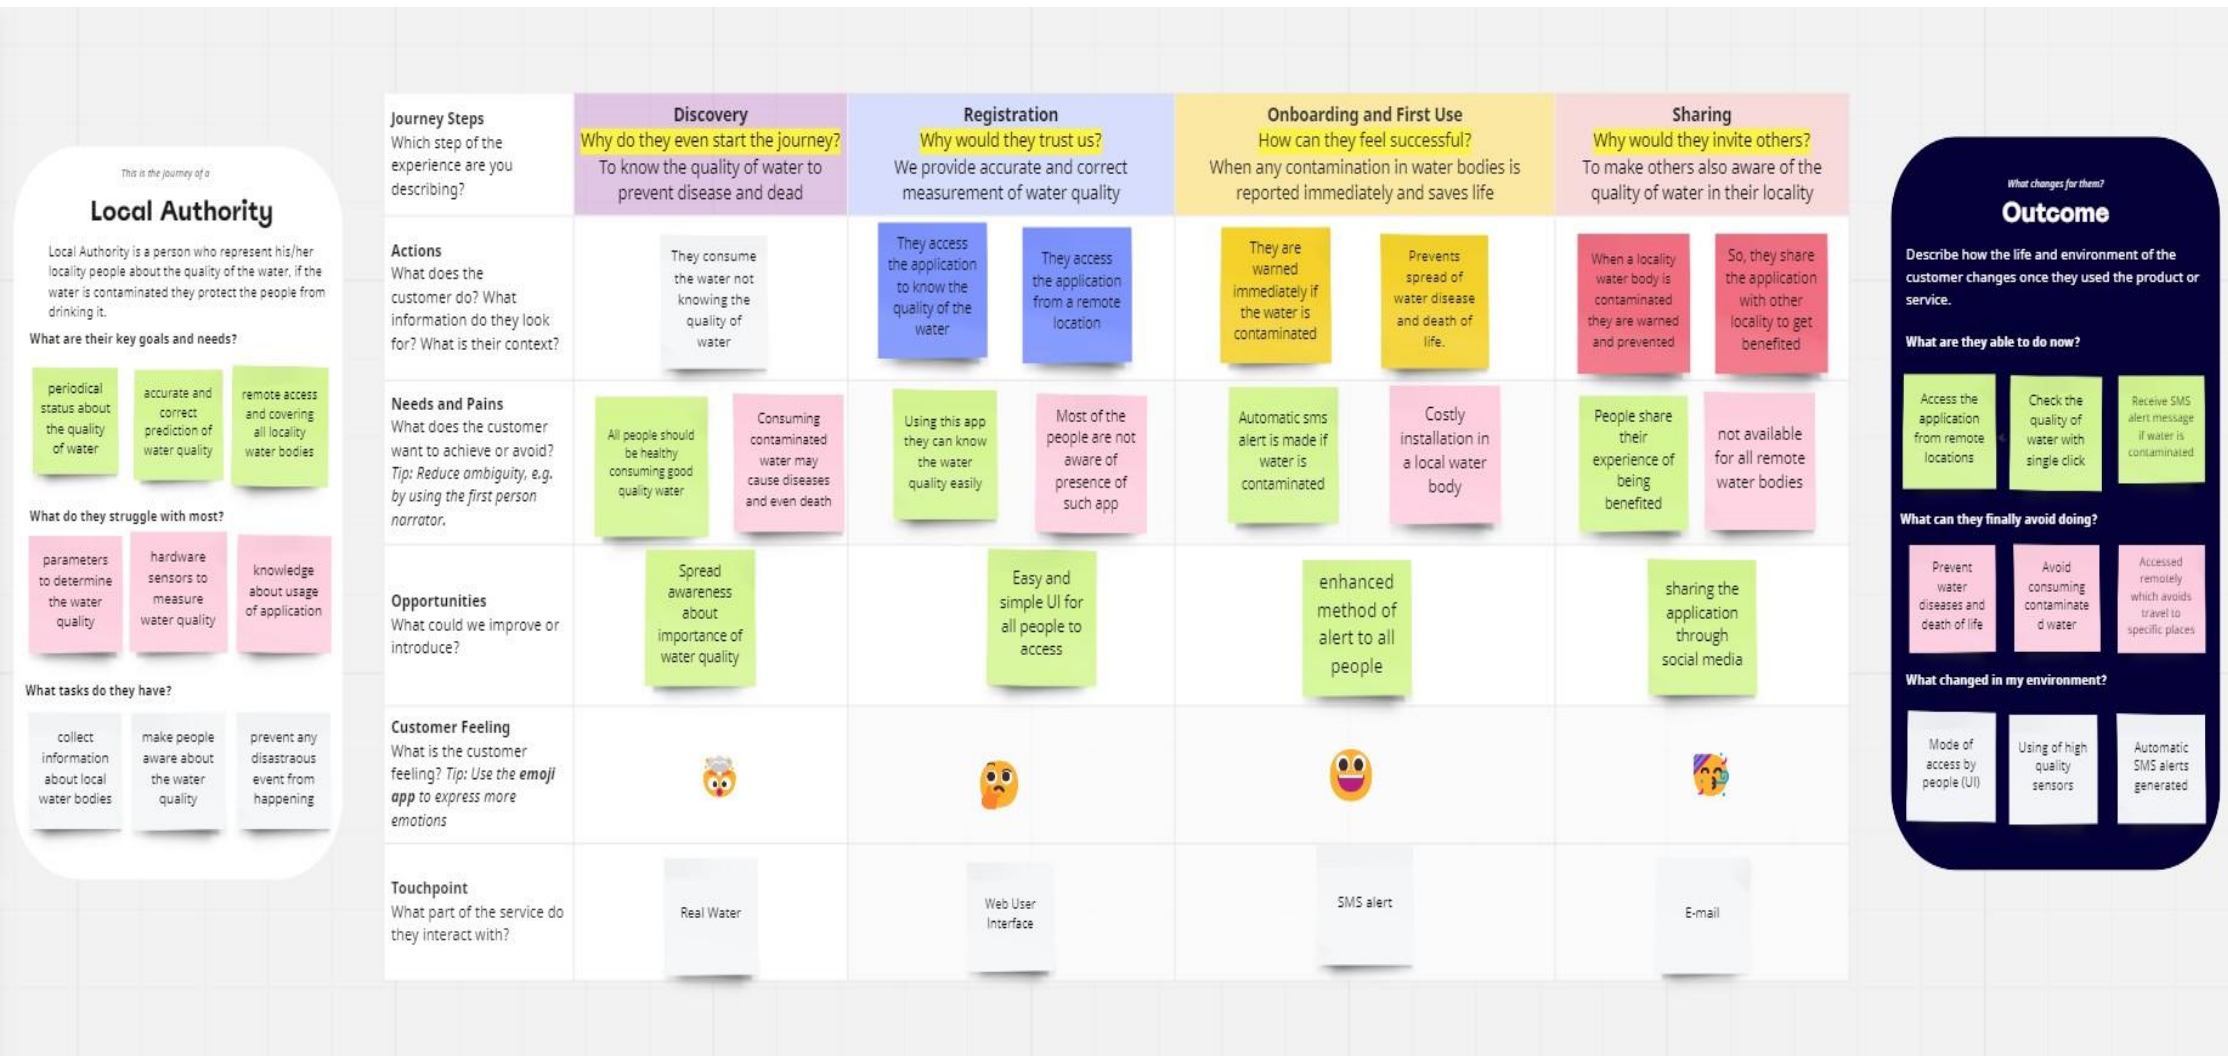 This is the journey of a
Local Authority
Local Authority is a person who represent his/her
locality people about the quality of the water, if the
water is contaminated they protect the people from
drinking it.
What are their key goals and needs?
periodical
status about
the quality
of water
accurate and
correct
prediction of
water quality
remote access
and covering
all locality
water bodies
What do they struggle with most?
parameters
to determine
the water
quality
hardware
sensors to
measure
water quality
knowledge
about usage
of application
What tasks do they have?
collect
information
about local
water bodies
make people
aware about
the water
quality
prevent any
disastraous
event from
happening
Journey Steps
Which step of the
experience are you
describing?
Discovery
Why do they even start the journey?
To know the quality of water to
prevent disease and dead
Registration
Why would they trust us?
We provide accurate and correct
measurement of water quality
Onboarding and First Use
How can they feel successful?
When any contamination in water bodies is
reported immediately and saves life
Sharing
Why would they invite others?
To make others also aware of the
quality of water in their locality
Actions
What does the
customer do? What
information do they look
for? What is their context?
They consume
the water not
knowing the
quality of
water
They access
the application
to know the
quality of the
water
They access
the application
from a remote
location
They are
warned
immediately if
the water is
contaminated
Prevents
spread of
water disease
and death of
life.
When a locality
water body is
contaminated
they are warned
and prevented
So, they share
the application
with other
locality to get
benefited
Needs and Pains
What does the customer
want to achieve or avoid?
Tip: Reduce ambiguity, e.g.
by using the first person
narrator.
All people should
be healthy
consuming good
quality water
Consuming
contaminated
water may
cause diseases
and even death
Using this app
they can know
the water
quality easily
Most of the
people are not
aware of
presence of
such app
Automatic sms
alert is made if
water is
contaminated
Costly
installation in
a local water
body
People share
their
experience of
being
benefited
not available
for all remote
water bodies
Opportunities
What could we improve or
introduce?
Spread
awareness
about
importance of
water quality
Easy and
simple UI for
all people to
access
enhanced
method of
alert to all
people
sharing the
application
through
social media
Customer Feeling
What is the customer
feeling? Tip: Use the emoji
app to express more
emotions
Touchpoint
What part of the service do
they interact with?
Real Water
Web User
Interface
SMS alert
E-mail
What changes for them?
Outcome
Describe how the life and environment of the
customer changes once they used the product or
service.
What are they able to do now?
Access the
application
from remote
locations
Check the
quality of
water with
single click
Receive SMS
alert message
if water is
contaminated
What can they finally avoid doing?
Prevent
water
diseases and
death of life
Avoid
consuming
contaminate
d water
Accessed
remotely
which avoids
travel to
specific places
What changed in my environment?
Mode of
access by
people (UI)
Using of high
quality
sensors
Automatic
SMS alerts
generated